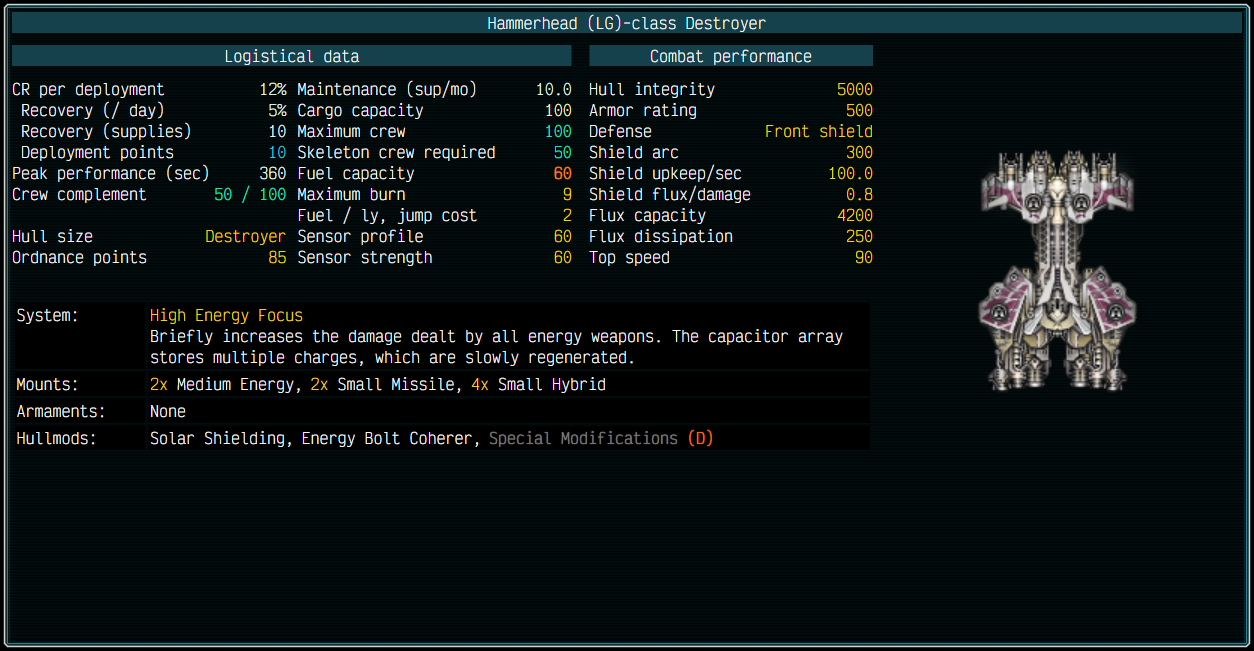 Hammerhead (LG)-class Destroyer
Logistical data
CR per deployment 12% Maintenance (sup/mo) 10.0
Recovery (/ day) 5% Cargo capacity 100
Recovery (supplies) 10 Maximum crew 100
Deployment points 10 Skeleton crew required 50
Peak performance (sec) 360 Fuel capacity 60
Crew complement 50 / 100 Maximum burn 9
Fuel / ly, jump cost 2
Hull size Destroyer Sensor profile 60
Ordnance points 85 Sensor strength 60
Combat performance
Hull integrity 5000
Armor rating 500
Defense Front shield
Shield arc 300
Shield upkeep/sec 100.0
Shield flux/damage 0.8
Flux capacity 4200
Flux dissipation 250
Top speed 90
System: High Energy Focus
Briefly increases the damage dealt by all energy weapons. The capacitor array
stores multiple charges, which are slowly regenerated.
Mounts: 2x Medium Energy, 2x Small Missile, 4x Small Hybrid
Armaments: None
Hullmods: Solar Shielding, Energy Bolt Coherer, Special Modifications (D)